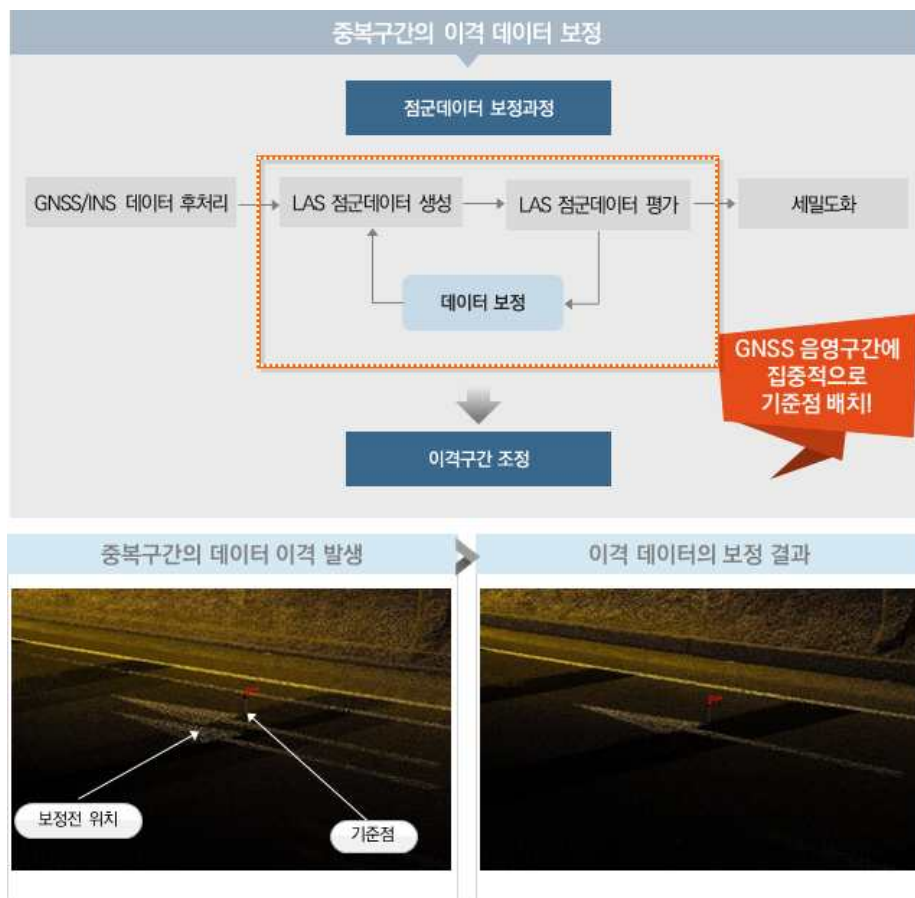 중복구간의 이격 데이터 보정
점군데이터 보정과정
GNSS/INS 데이터 후처리
LAS 점군데이터 생성
LAS 점군데이터 평가
세밀도화
데이터 보정
GNSS 음영구간에
집중적으로
기준점 배치!
이격구간 조정
중복구간의 데이터 이격 발생
이격 데이터의 보정 결과
보정전 위치
기준점